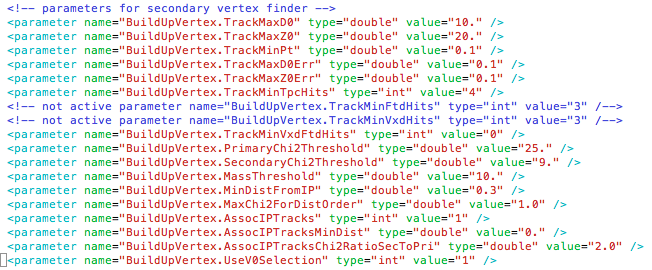 <!-- parameters for secondary vertex finder -->
<parameter name="BuildUpVertex.TrackMaxD0" type="double" value="10." />
<parameter name="BuildUpVertex.TrackMaxZ0" type="double" value="20." />
<parameter name="BuildUpVertex.TrackMinPt" type="double" value="0.1" />
<parameter name="BuildUpVertex.TrackMaxD0Err" type="double" value="0.1" />
<parameter name="BuildUpVertex.TrackMaxZ0Err" type="double" value="0.1" />
<parameter name="BuildUpVertex.TrackMinTpcHits" type="int" value="4" />
<!-- not active parameter name="BuildUpVertex.TrackMinFtdHits" type="int" value="3" /-->
<!-- not active parameter name="BuildUpVertex.TrackMinVxdHits" type="int" value="3" /-->
<parameter name="BuildUpVertex.TrackMinVxdFtdHits" type="int" value="0" />
<parameter name="BuildUpVertex.PrimaryChi2Threshold" type="double" value="25." />
<parameter name="BuildUpVertex.SecondaryChi2Threshold" type="double" value="9." />
<parameter name="BuildUpVertex.MassThreshold" type="double" value="10." />
<parameter name="BuildUpVertex.MinDistFromIP" type="double" value="0.3" />
<parameter name="BuildUpVertex.MaxChi2ForDistOrder" type="double" value="1.0" />
<parameter name="BuildUpVertex.AssocIPTracks" type="int" value="1" />
<parameter name="BuildUpVertex.AssocIPTracksMinDist" type="double" value="0." />
<parameter name="BuildUpVertex.AssocIPTracksChi2RatioSecToPri" type="double" value="2.0" />
<parameter name="BuildUpVertex.UseV0Selection" type="int" value="1" />